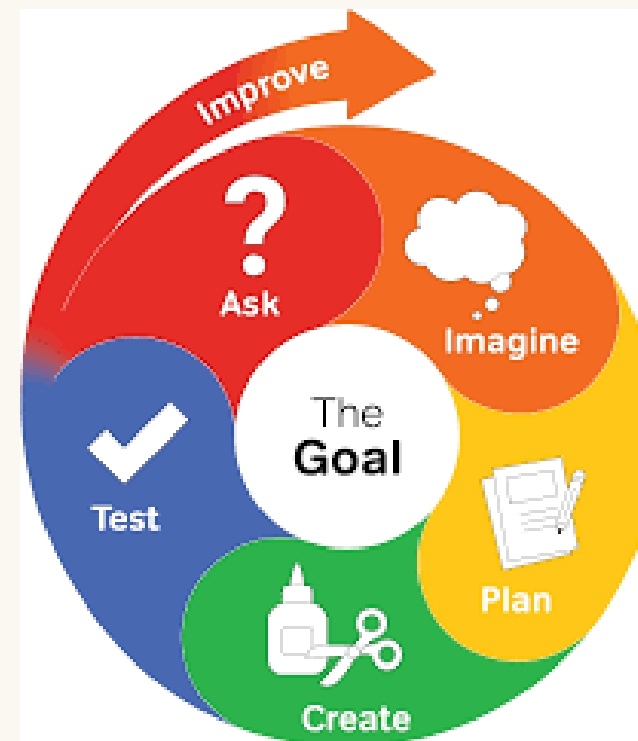 Improve
Ask
Imagine
The
Goal
Test
Plan
Create